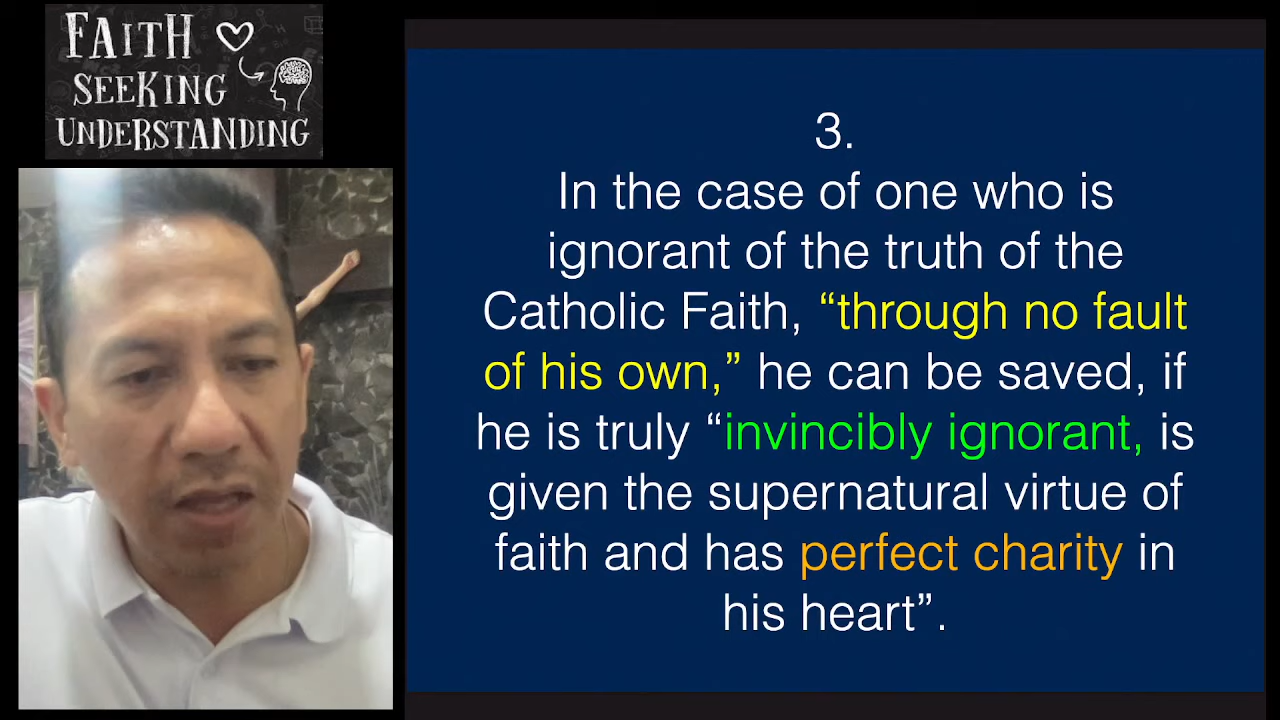 FAITH
SEEKING
UNDERSTANDING
3.
In the case of one who is
ignorant of the truth of the
Catholic Faith, “through no fault
of his own,” he can be saved, if
he is truly “invincibly ignorant, is
given the supernatural virtue of
faith and has perfect charity in
his heart”.